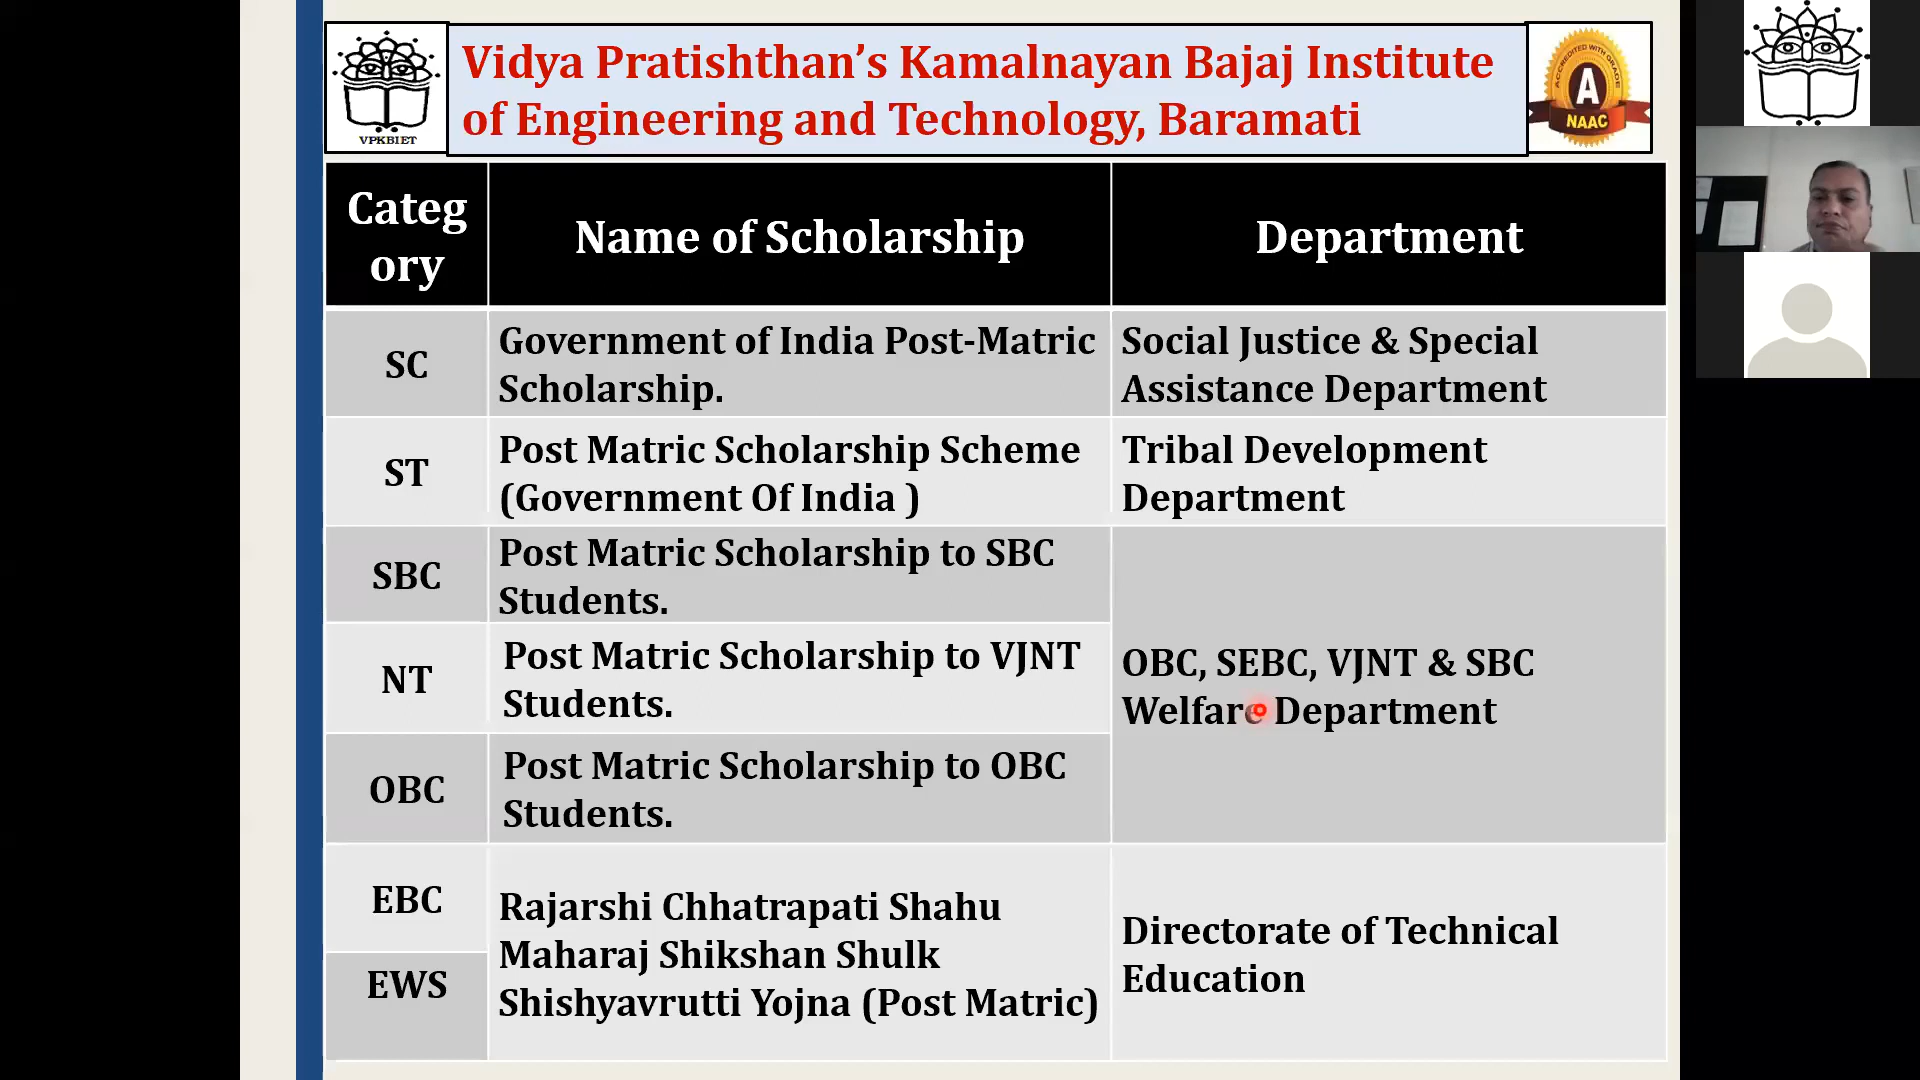 Vidya Pratishthan’s Kamalnayan Bajaj Institute
of Engineering and Technology, Baramati
VPKBIET
ACCREDITED WITH GRADE
A
NAAC
Categ
ory
Name of Scholarship
Department
SC
Government of India Post-Matric
Scholarship.
Social Justice & Special
Assistance Department
ST
Post Matric Scholarship Scheme
(Government Of India )
Tribal Development
Department
SBC
Post Matric Scholarship to SBC
Students.
NT
Post Matric Scholarship to VJNT
Students.
OBC, SEBC, VJNT & SBC
Welfare Department
OBC
Post Matric Scholarship to OBC
Students.
EBC
EWS
Rajarshi Chhatrapati Shahu
Maharaj Shikshan Shulk
Shishyavrutti Yojna (Post Matric)
Directorate of Technical
Education